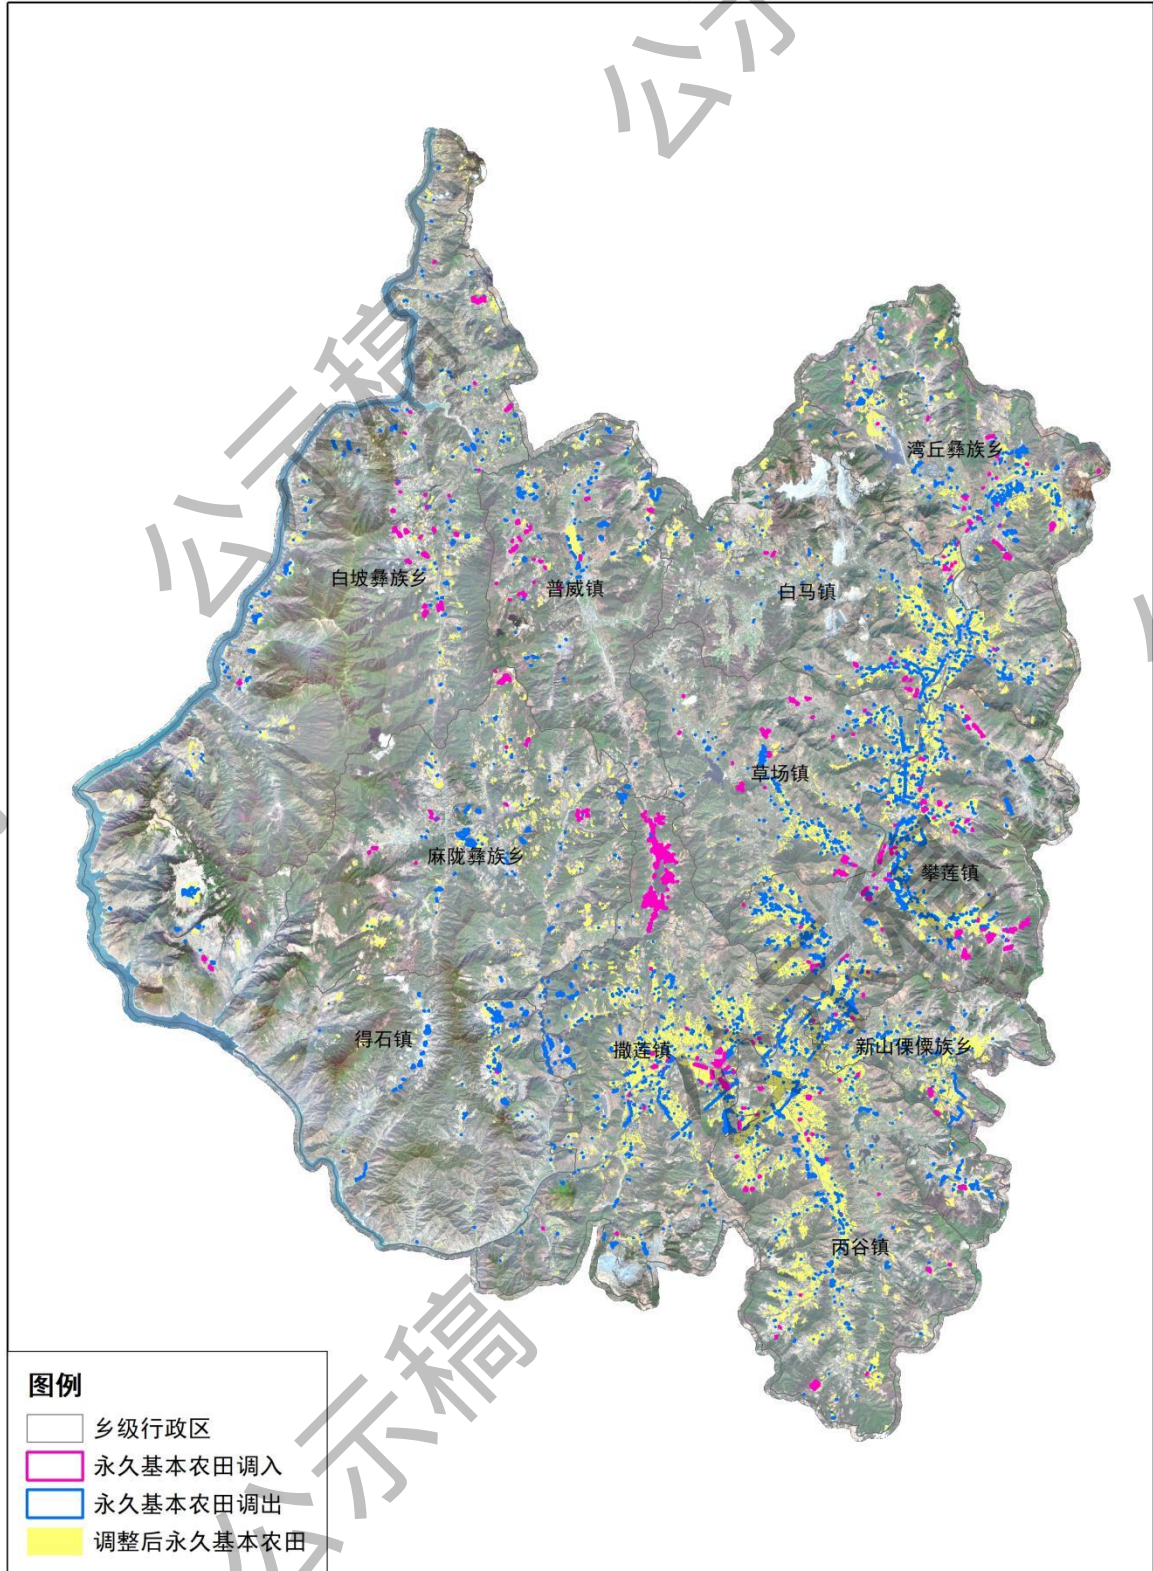 公示
湾丘彝族乡
白坡彝族乡
普威镇
白马镇
公示稿
草场镇
麻陇彝族乡
攀莲镇
得石镇
撒莲镇
新山傈僳族乡
丙谷镇
公示稿
图例
乡级行政区
永久基本农田调入
永久基本农田调出
调整后永久基本农田